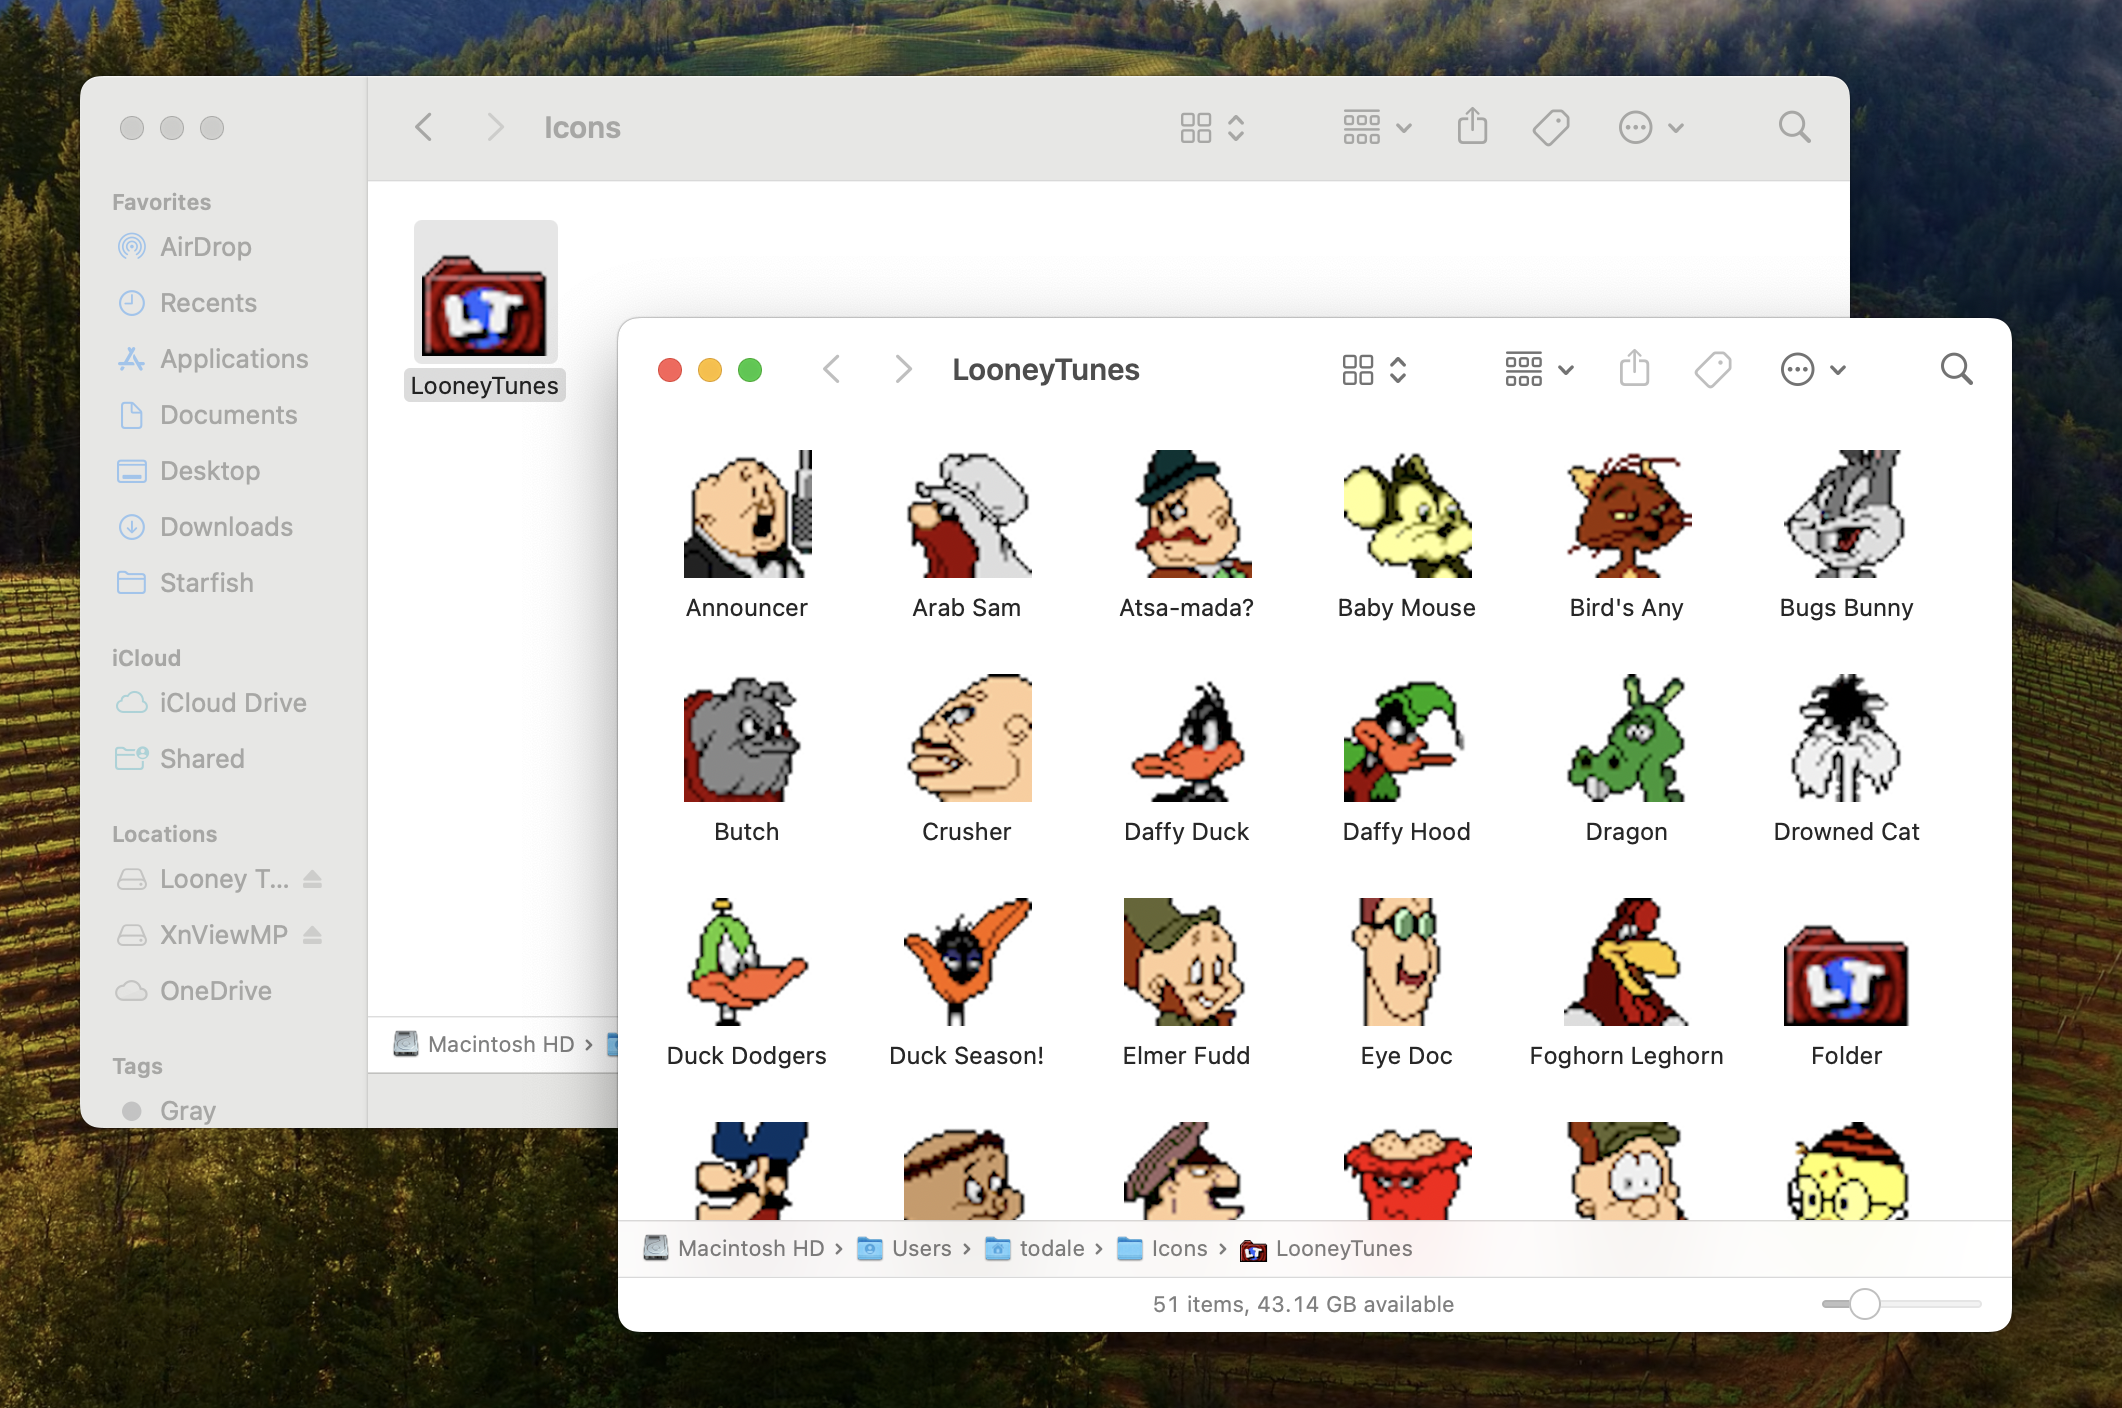 Icons
Favorites
AirDrop
Recents
Applications
Documents
Desktop
Downloads
Starfish
iCloud
iCloud Drive
Shared
Locations
Looney T...
XnViewMP
OneDrive
Tags
Gray
LT
LooneyTunes
Macintosh HD ›
LooneyTunes
Announcer Arab Sam Atsa-mada? Baby Mouse Bird's Any Bugs Bunny
Butch Crusher Daffy Duck Daffy Hood Dragon Drowned Cat
LT
Duck Dodgers Duck Season! Elmer Fudd Eye Doc Foghorn Leghorn Folder
Macintosh HD › Users › todale › Icons › LT LooneyTunes
51 items, 43.14 GB available